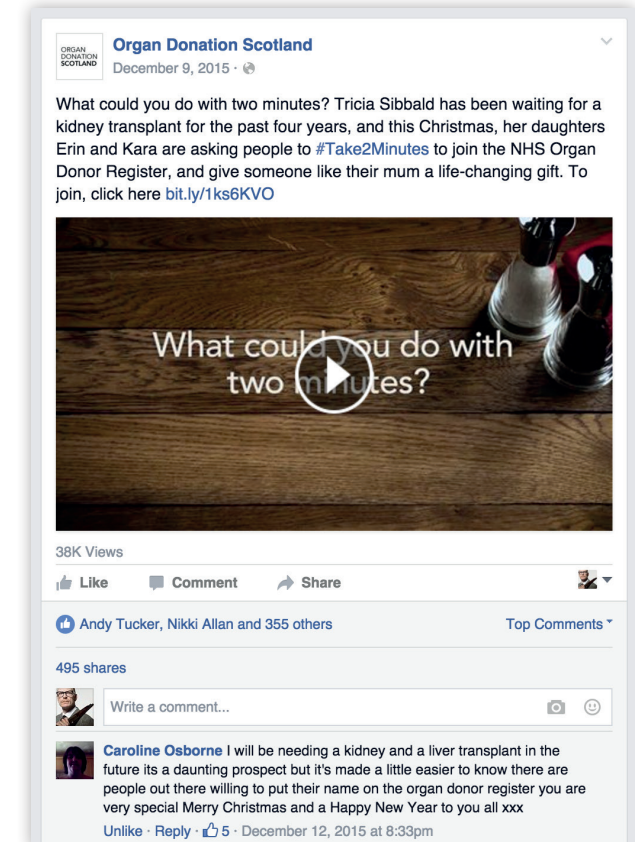 ORGAN
DONATION
SCOTLAND
Organ Donation Scotland
December 9, 2015 ·
What could you do with two minutes? Tricia Sibbald has been waiting for a
kidney transplant for the past four years, and this Christmas, her daughters
Erin and Kara are asking people to #Take2Minutes to join the NHS Organ
Donor Register, and give someone like their mum a life-changing gift. To
join, click here bit.ly/1ks6KVO
What could you do with
two minutes?
38K Views
Like Comment Share
Andy Tucker, Nikki Allan and 355 others Top Comments
495 shares
Write a comment...
Caroline Osborne I will be needing a kidney and a liver transplant in the
future its a daunting prospect but it's made a little easier to know there are
people out there willing to put their name on the organ donor register you are
very special Merry Christmas and a Happy New Year to you all xxx
Unlike · Reply · 5 · December 12, 2015 at 8:33pm